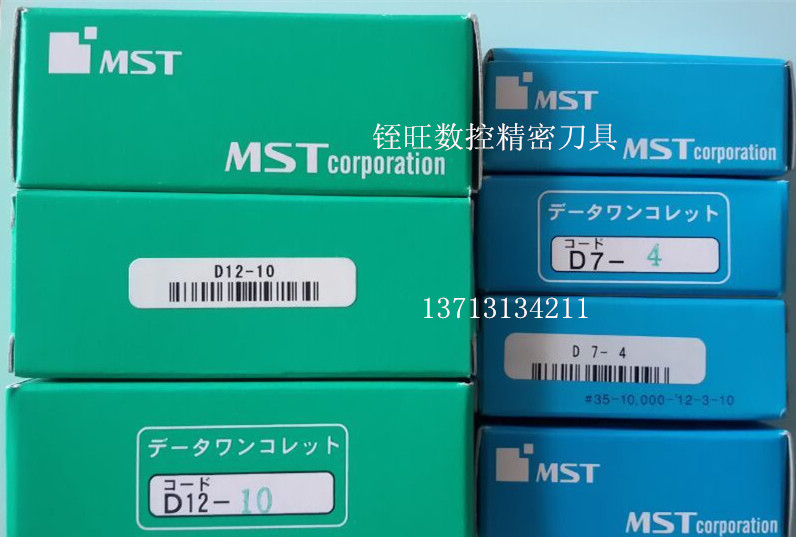 MST
MST corporation
D12-10
データワンコレット
コード
D12-10
MST
MST corporation
データワンコレット
コード
D7-4
D 7- 4
#35-10,000-'12-3-10
MST
MST corporation
铚旺数控精密刀具
13713134211